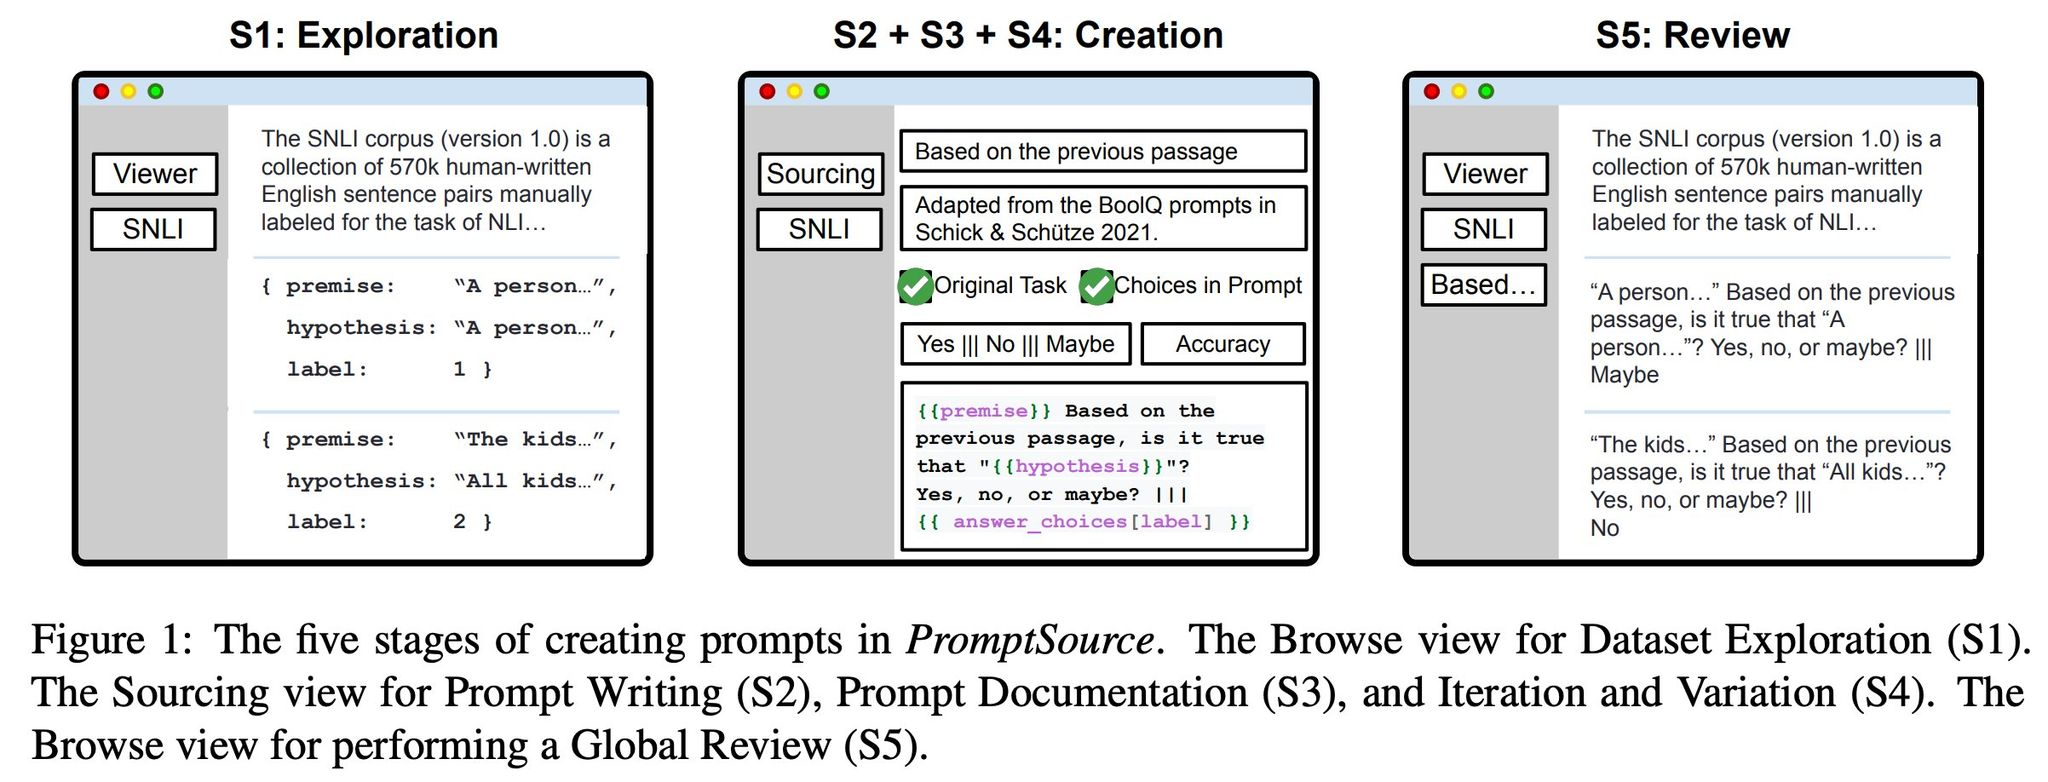 S1: Exploration
Viewer
SNLI
The SNLI corpus (version 1.0) is a
collection of 570k human-written
English sentence pairs manually
labeled for the task of NLI…
{ premise: “A person…”,
hypothesis: “A person…”,
label: 1 }
{ premise: “The kids…”,
hypothesis: “All kids…”,
label: 2 }
S2 + S3 + S4: Creation
Sourcing
SNLI
Based on the previous passage
Adapted from the BoolQ prompts in
Schick & Schütze 2021.
Original Task Choices in Prompt
Yes ||| No ||| Maybe Accuracy
{{premise}} Based on the
previous passage, is it true
that "{{hypothesis}}"?
Yes, no, or maybe? |||
{{ answer_choices[label] }}
S5: Review
Viewer
SNLI
Based…
The SNLI corpus (version 1.0) is a
collection of 570k human-written
English sentence pairs manually
labeled for the task of NLI…
“A person…” Based on the previous
passage, is it true that “A
person…”? Yes, no, or maybe? |||
Maybe
“The kids…” Based on the previous
passage, is it true that “All kids…”?
Yes, no, or maybe? |||
No
Figure 1: The five stages of creating prompts in PromptSource. The Browse view for Dataset Exploration (S1).
The Sourcing view for Prompt Writing (S2), Prompt Documentation (S3), and Iteration and Variation (S4). The
Browse view for performing a Global Review (S5).